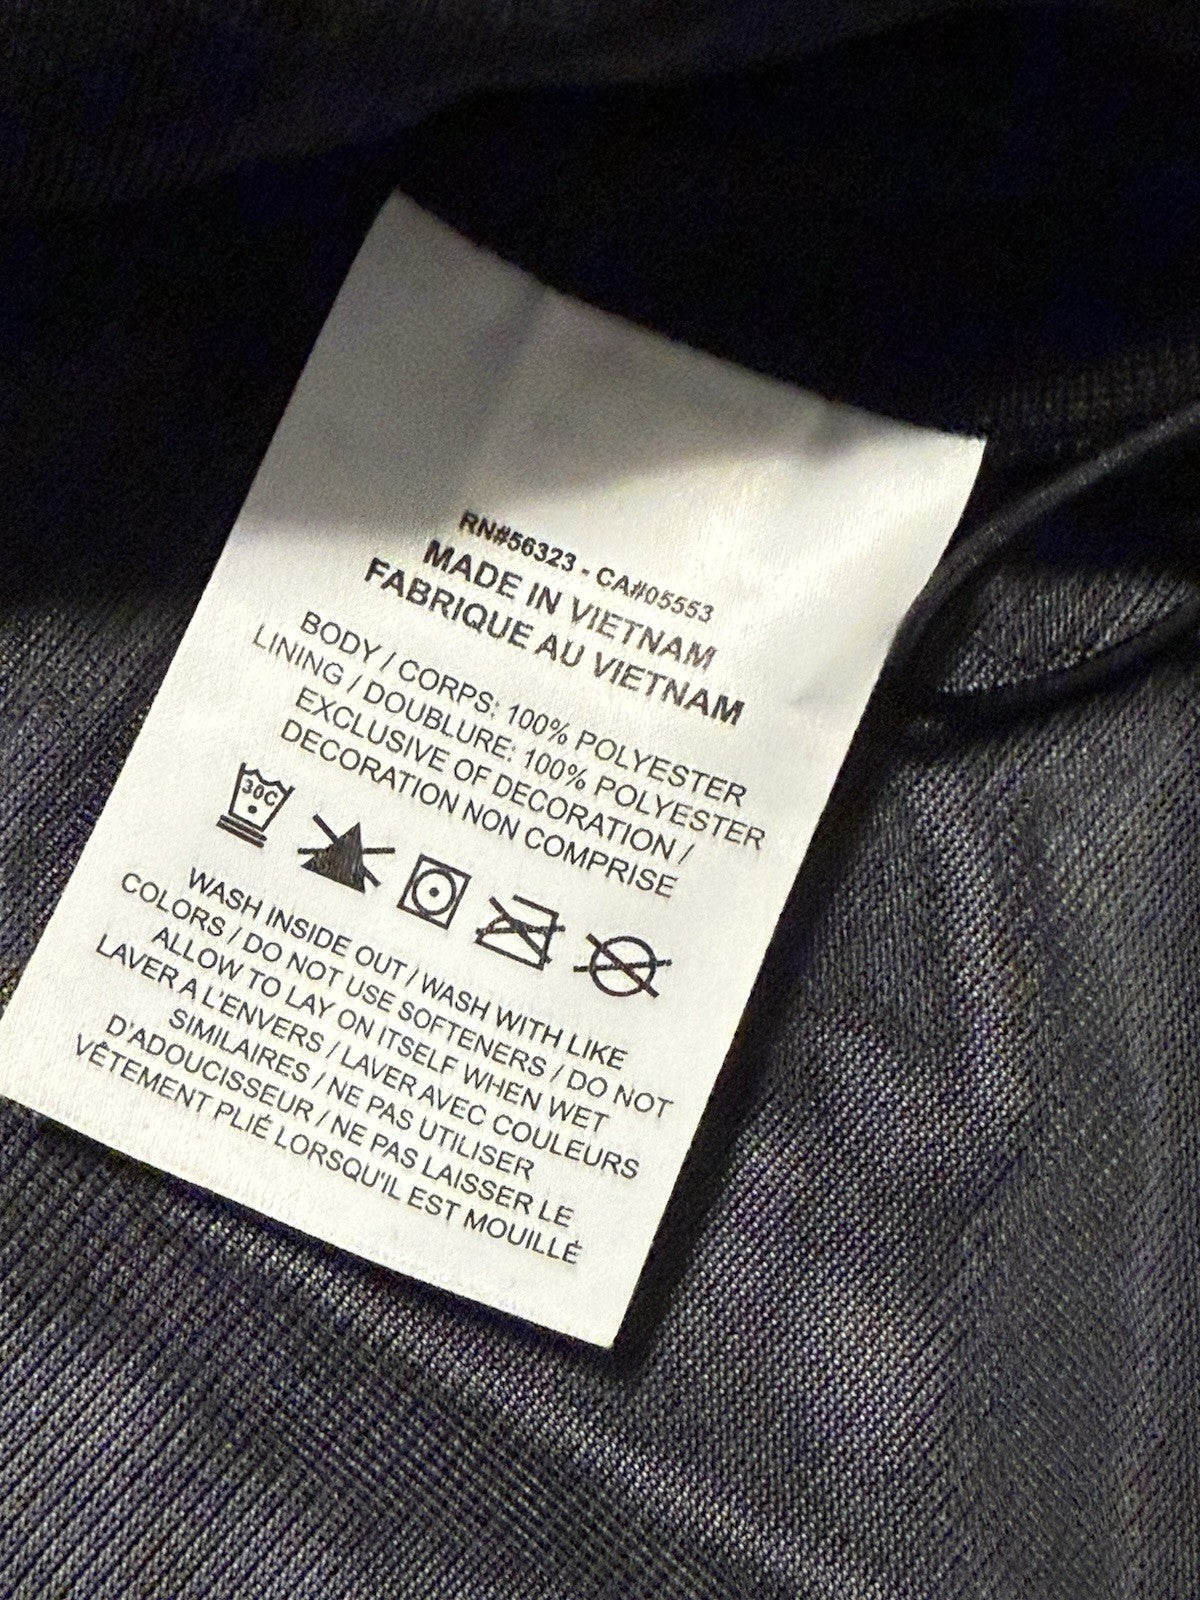 RN#56323 - CA#05553
MADE IN VIETNAM
FABRIQUE AU VIETNAM
BODY / CORPS: 100% POLYESTER
LINING / DOUBLURE: 100% POLYESTER
EXCLUSIVE OF DECORATION /
DECORATION NON COMPRISE
30C
WASH INSIDE OUT / WASH WITH LIKE
COLORS / DO NOT USE SOFTENERS / DO NOT
ALLOW TO LAY ON ITSELF WHEN WET
LAVER A L'ENVERS / LAVER AVEC COULEURS
SIMILAIRES / NE PAS UTILISER
D'ADOUCISSEUR / NE PAS LAISSER LE
VÊTEMENT PLIÉ LORSQU'IL EST MOUILLÉ